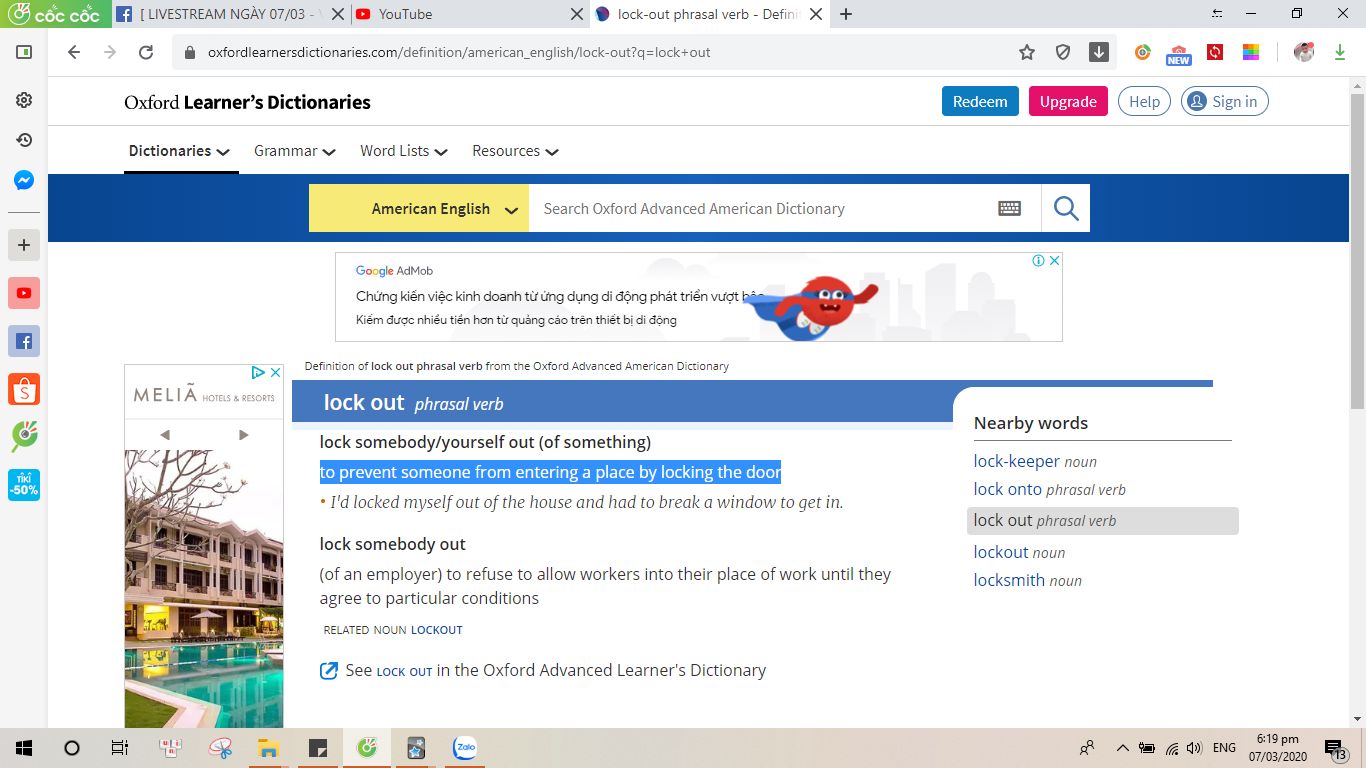 CỐC CỐC
[ LIVESTREAM NGÀY 07/03 -
YouTube
lock-out phrasal verb - Defin
oxfordlearnersdictionaries.com/definition/american_english/lock-out?q=lock+out
NEW
Oxford Learner's Dictionaries
Redeem
Upgrade
Help
Sign in
Dictionaries
Grammar
Word Lists
Resources
American English
Search Oxford Advanced American Dictionary
Google AdMob
Chứng kiến việc kinh doanh từ ứng dụng di động phát triển vượt
Kiếm được nhiều tiền hơn từ quảng cáo trên thiết bị di động
Definition of lock out phrasal verb from the Oxford Advanced American Dictionary
MELIÃ HOTELS & RESORTS
lock out phrasal verb
lock somebody/yourself out (of something)
to prevent someone from entering a place by locking the door
• I'd locked myself out of the house and had to break a window to get in.
lock somebody out
(of an employer) to refuse to allow workers into their place of work until they
agree to particular conditions
RELATED NOUN LOCKOUT
See LOCK OUT in the Oxford Advanced Learner's Dictionary
Nearby words
lock-keeper noun
lock onto phrasal verb
lock out phrasal verb
lockout noun
locksmith noun
TIKI
-50%
Zalo
ENG
6:19 pm
07/03/2020
13